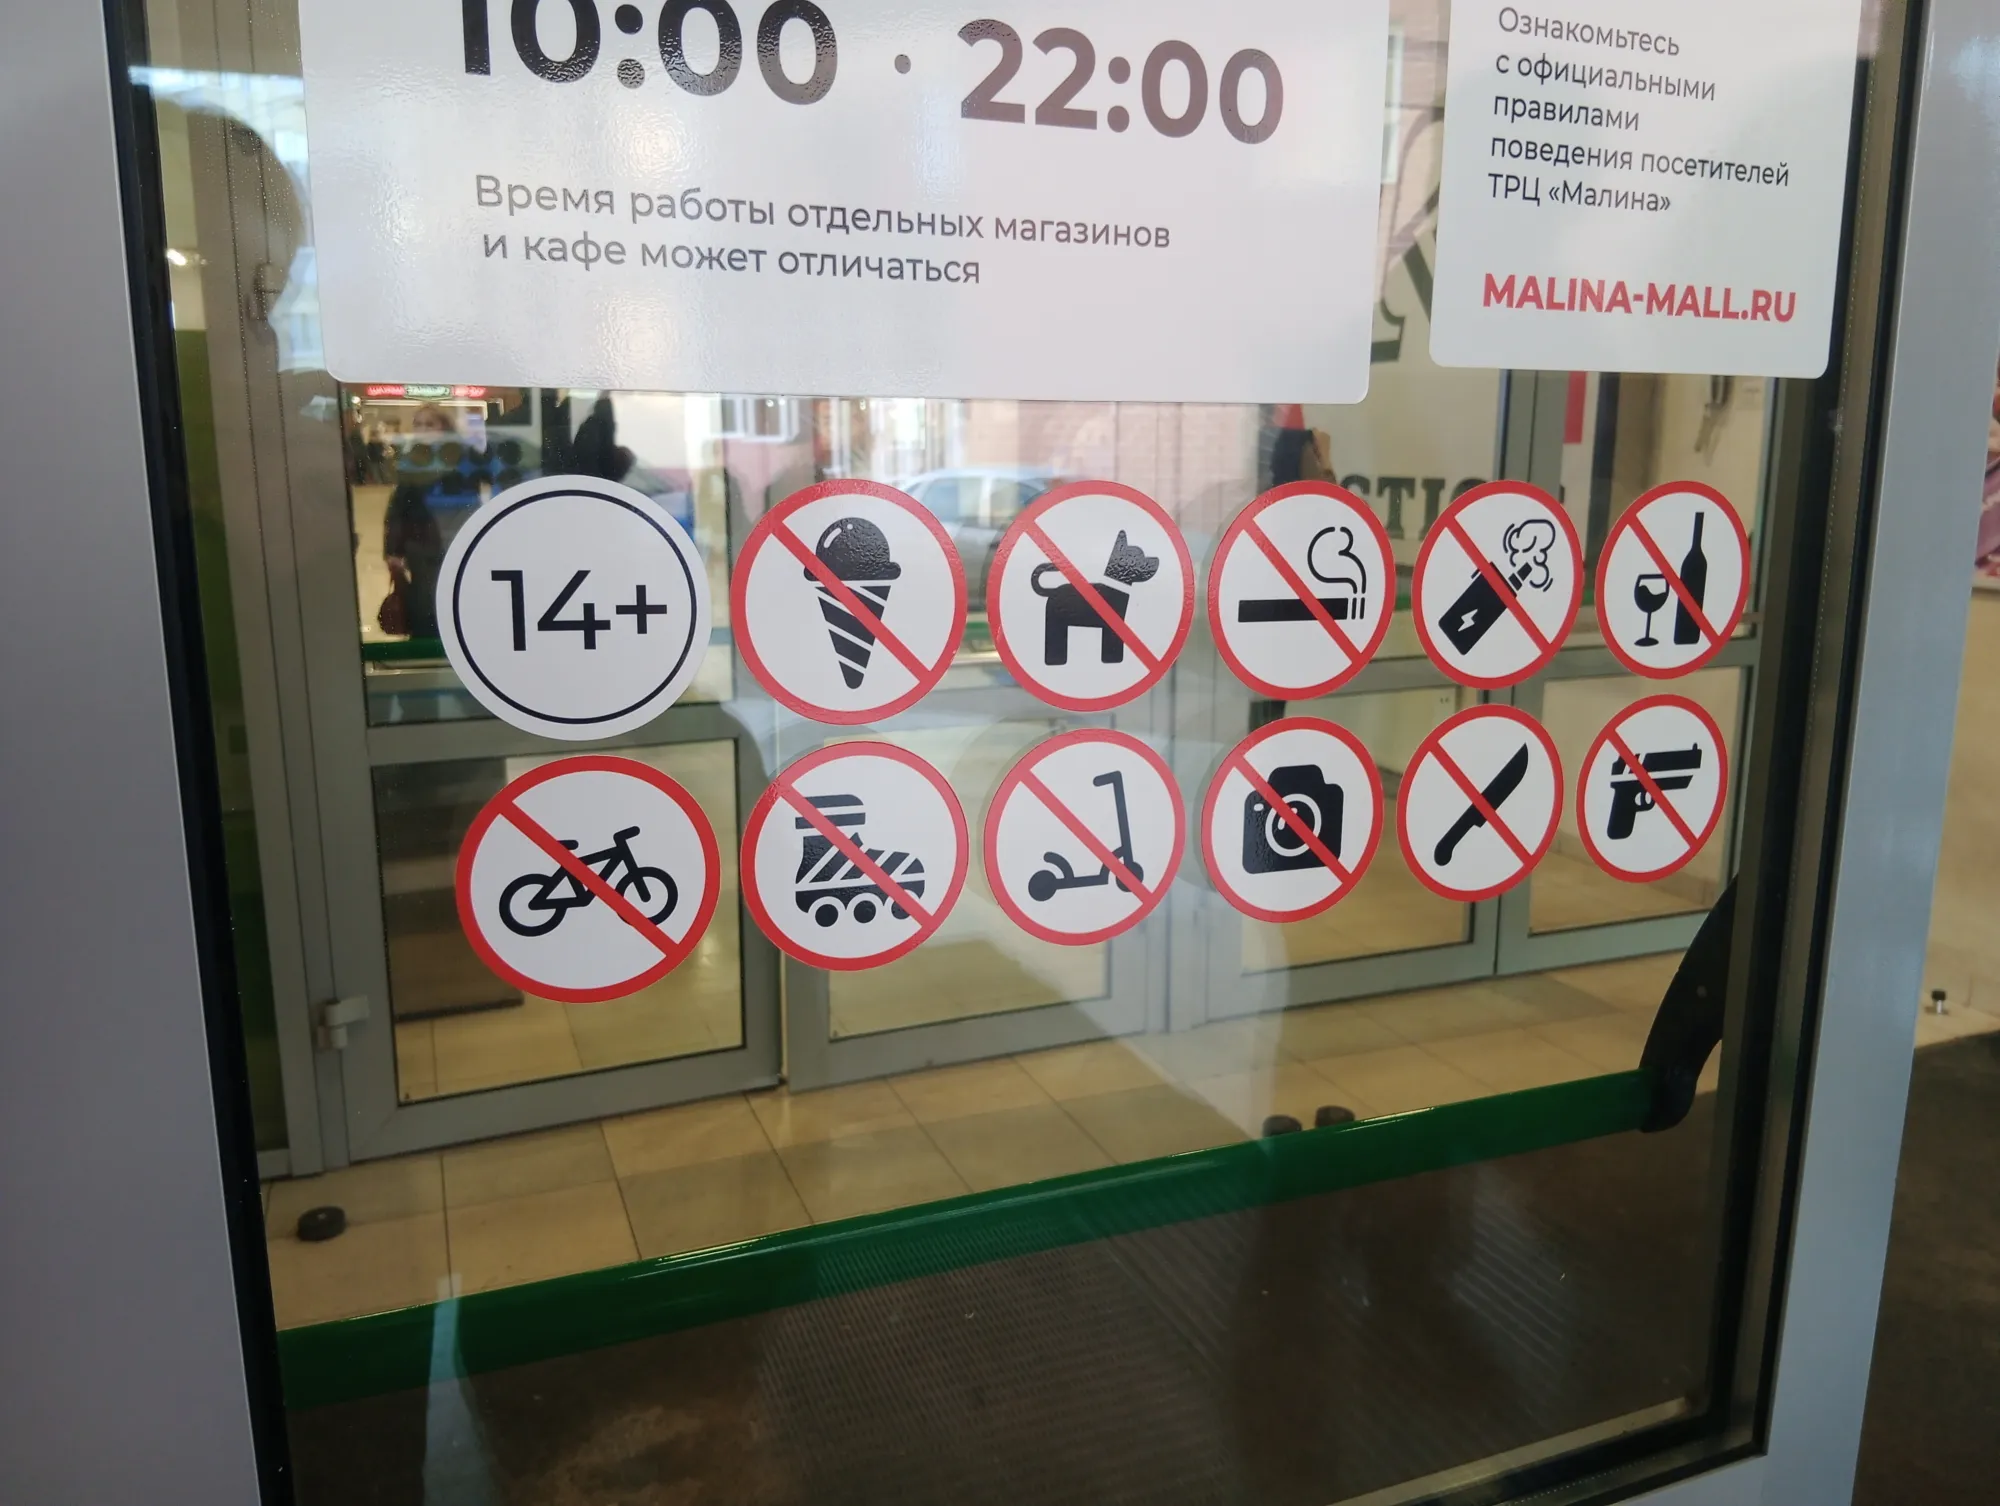 10:00 · 22:00
Время работы отдельных магазинов
и кафе может отличаться
Ознакомьтесь
с официальными
правилами
поведения посетителей
ТРЦ «Малина»
MALINA-MALL.RU
14+